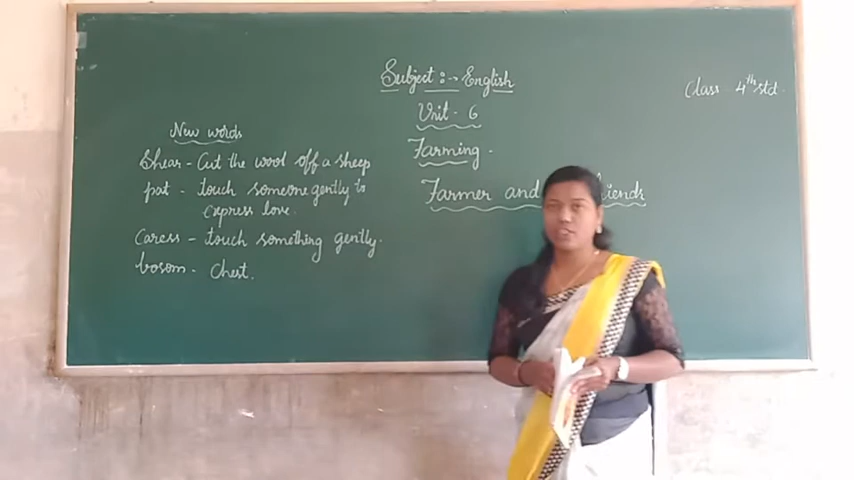 Subject :- English
Class 4th std.
Unit - 6
Farming.
Farmer and friends
New words
Shear - Cut the wool off a sheep
pat - touch someone gently to
express love.
Caress - touch something gently.
bosom - Chest.